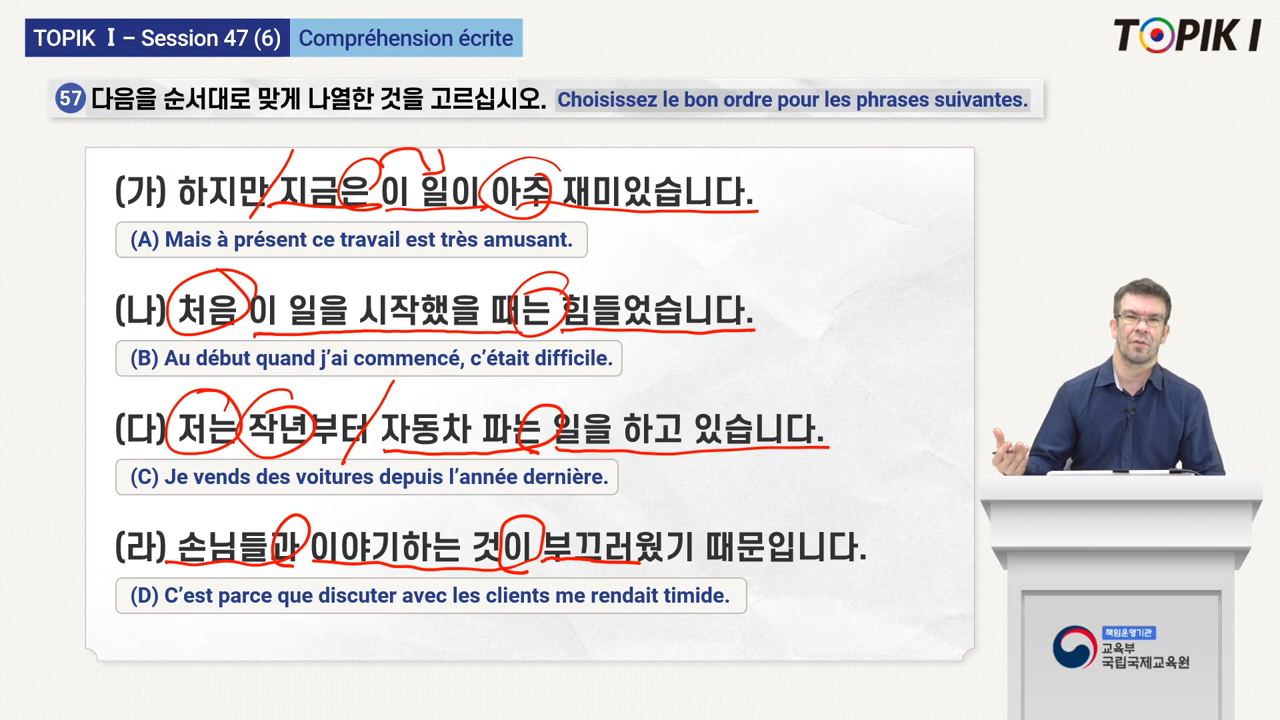 TOPIK Ⅰ – Session 47 (6) Compréhension écrite
TOPIK I
57 다음을 순서대로 맞게 나열한 것을 고르십시오. Choisissez le bon ordre pour les phrases suivantes.
(가) 하지만 지금은 이 일이 아주 재미있습니다.
(A) Mais à présent ce travail est très amusant.
(나) 처음 이 일을 시작했을 때는 힘들었습니다.
(B) Au début quand j’ai commencé, c’était difficile.
(다) 저는 작년부터 자동차 파는 일을 하고 있습니다.
(C) Je vends des voitures depuis l’année dernière.
(라) 손님들과 이야기하는 것이 부끄러웠기 때문입니다.
(D) C’est parce que discuter avec les clients me rendait timide.
책임운영기관
교육부
국립국제교육원